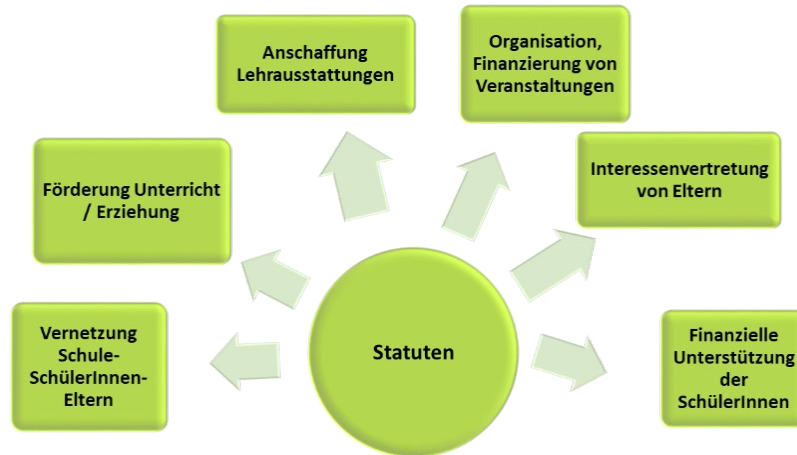 Anschaffung
Lehrausstattungen
Organisation,
Finanzierung von
Veranstaltungen
Förderung Unterricht
/ Erziehung
Interessenvertretung
von Eltern
Vernetzung
Schule-
SchülerInnen-
Eltern
Statuten
Finanzielle
Unterstützung
der
SchülerInnen